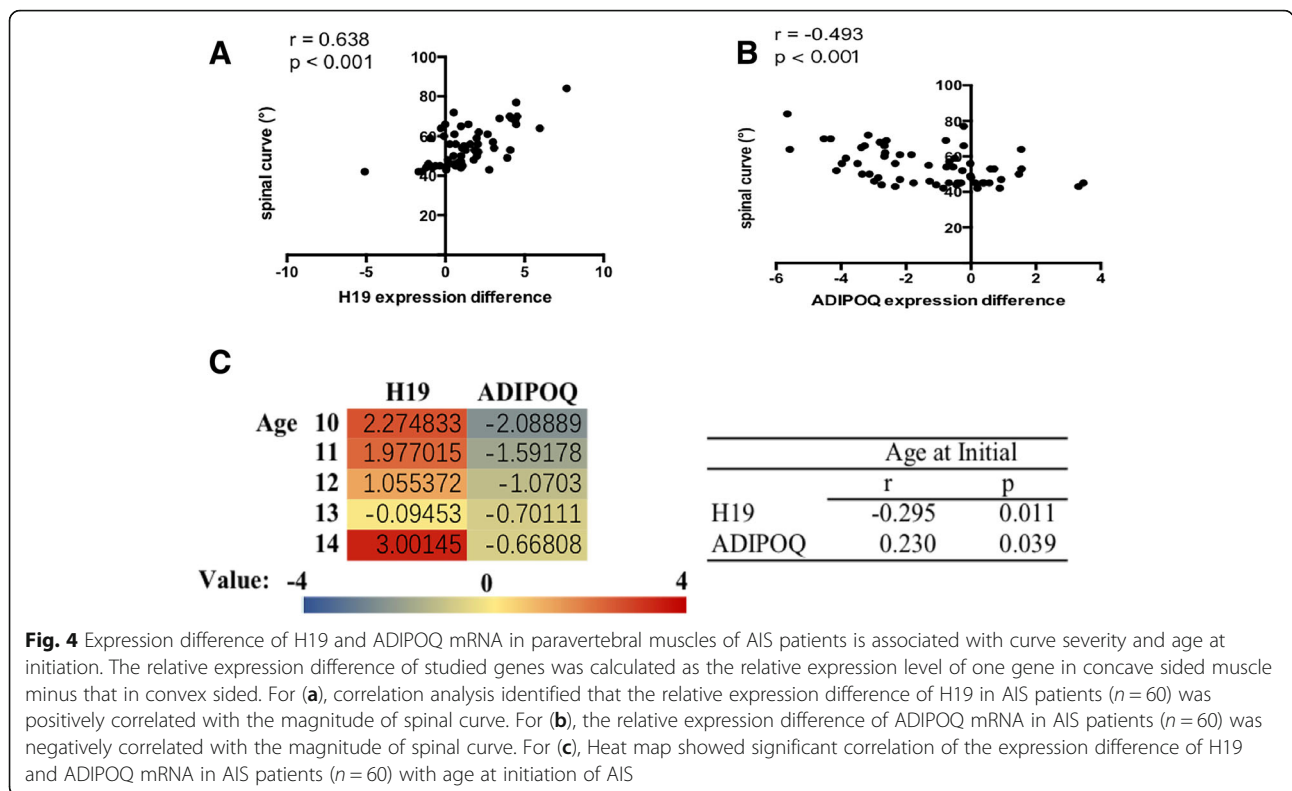 A
r = 0.638
p < 0.001
spinal curve (°)
100
80
60
40
20
-10
-5
0
5
10
H19 expression difference
B
r = -0.493
p < 0.001
spinal curve (°)
100
80
60
40
20
-6
-4
-2
0
2
4
ADIPOQ expression difference
C
H19 ADIPOQ
Age 10 2.274833 -2.08889
11 1.977015 -1.59178
12 1.055372 -1.0703
13 -0.09453 -0.70111
14 3.00145 -0.66808
Value: -4 0 4
Age at Initial
r p
H19 -0.295 0.011
ADIPOQ 0.230 0.039
Fig. 4 Expression difference of H19 and ADIPOQ mRNA in paravertebral muscles of AIS patients is associated with curve severity and age at
initiation. The relative expression difference of studied genes was calculated as the relative expression level of one gene in concave sided muscle
minus that in convex sided. For (a), correlation analysis identified that the relative expression difference of H19 in AIS patients (n = 60) was
positively correlated with the magnitude of spinal curve. For (b), the relative expression difference of ADIPOQ mRNA in AIS patients (n = 60) was
negatively correlated with the magnitude of spinal curve. For (c), Heat map showed significant correlation of the expression difference of H19
and ADIPOQ mRNA in AIS patients (n = 60) with age at initiation of AIS